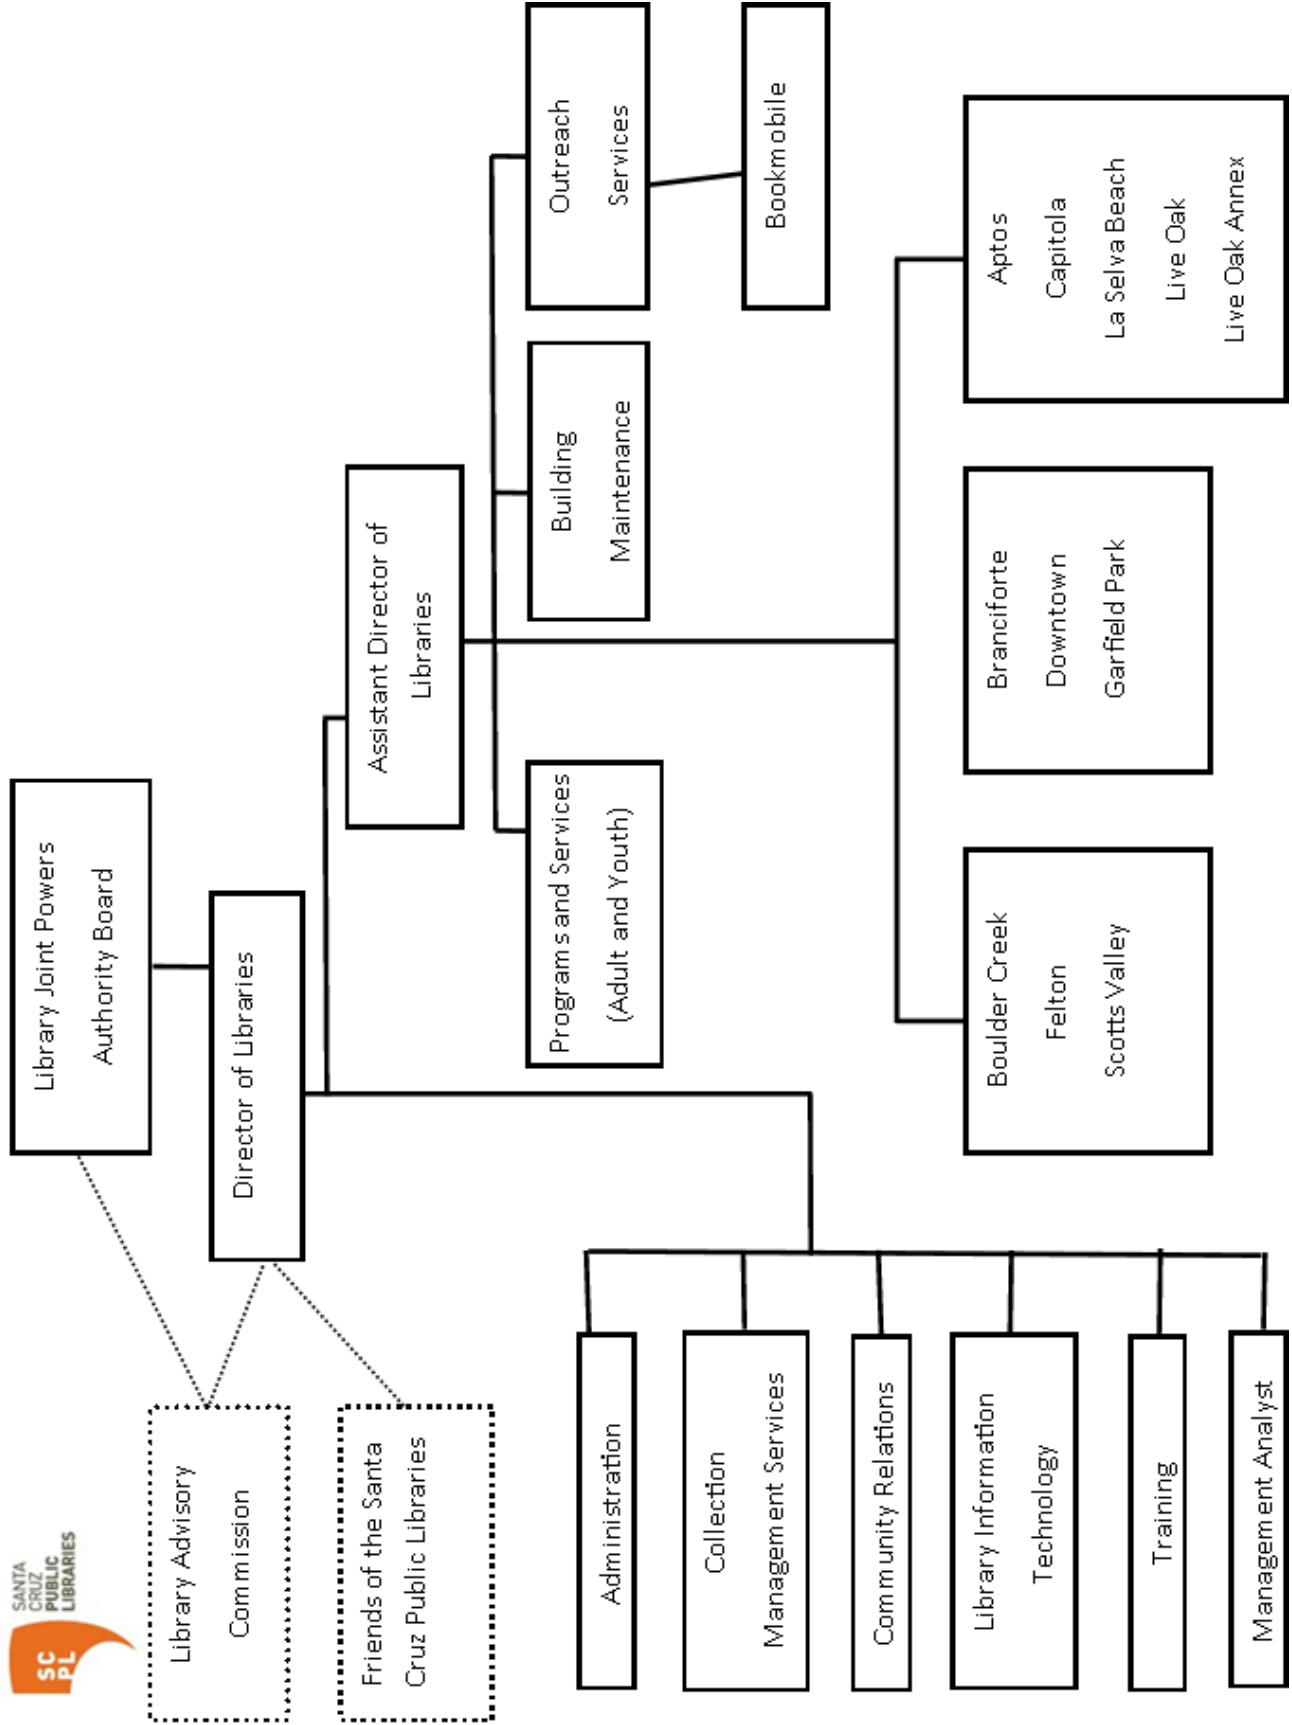 SC
PL
SANTA
CRUZ
PUBLIC
LIBRARIES
Library Joint Powers
Authority Board
Library Advisory
Commission
Director of Libraries
Friends of the Santa
Cruz Public Libraries
Assistant Director of
Libraries
Administration
Collection
Management Services
Community Relations
Library Information
Technology
Training
Management Analyst
Programs and Services
(Adult and Youth)
Building
Maintenance
Outreach
Services
Bookmobile
Boulder Creek
Felton
Scotts Valley
Branciforte
Downtown
Garfield Park
Aptos
Capitola
La Selva Beach
Live Oak
Live Oak Annex